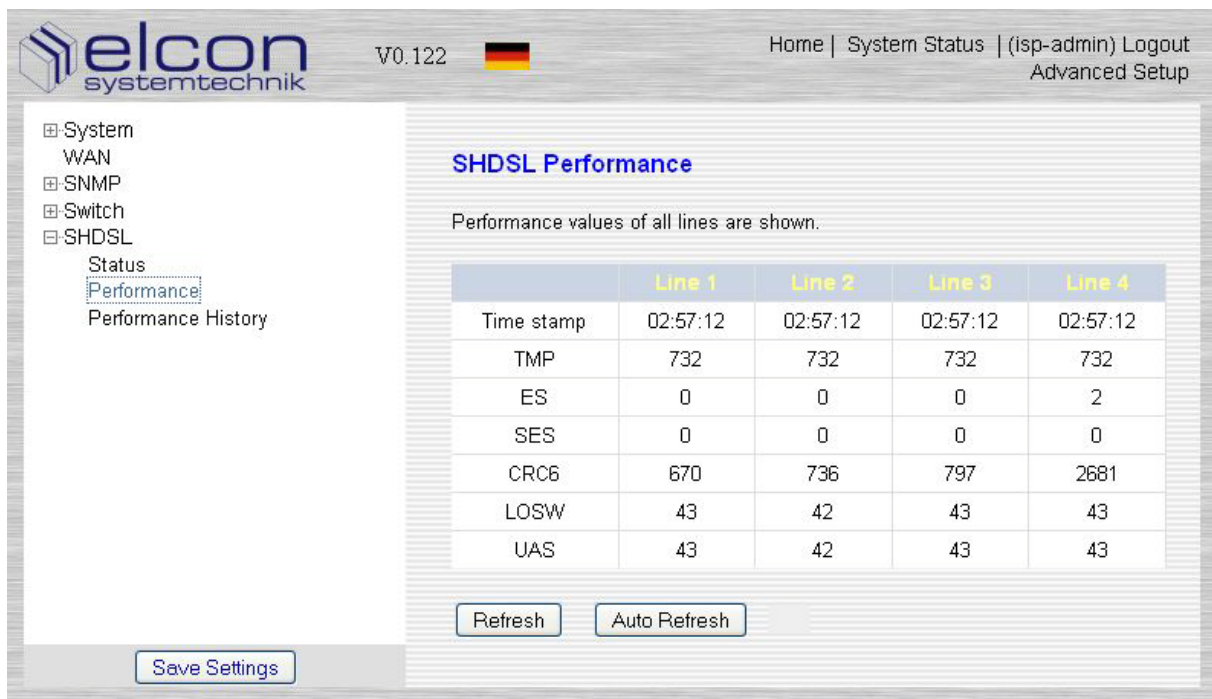 elcon
systemtechnik
V0.122
Home | System Status | (isp-admin) Logout
Advanced Setup
System
WAN
SNMP
Switch
SHDSL
Status
Performance
Performance History
Save Settings
SHDSL Performance
Performance values of all lines are shown.
Line 1 Line 2 Line 3 Line 4
Time stamp 02:57:12 02:57:12 02:57:12 02:57:12
TMP 732 732 732 732
ES 0 0 0 2
SES 0 0 0 0
CRC6 670 736 797 2681
LOSW 43 42 43 43
UAS 43 42 43 43
Refresh Auto Refresh